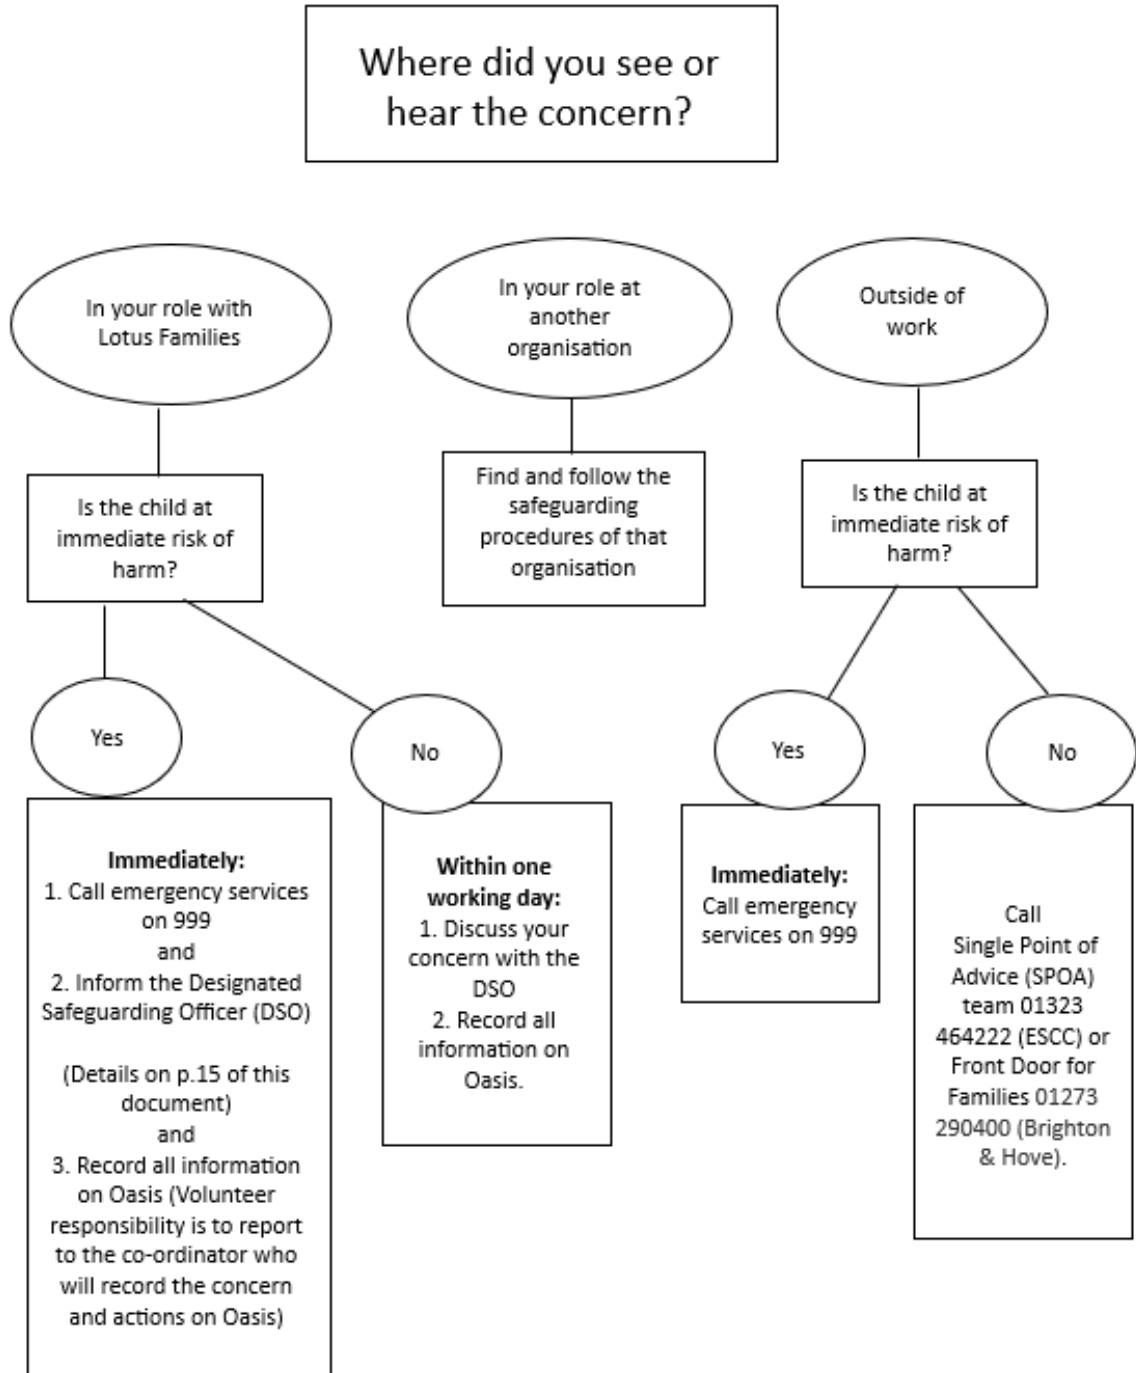 Where did you see or
hear the concern?
In your role with
Lotus Families
In your role at
another
organisation
Outside of
work
Is the child at
immediate risk of
harm?
Find and follow the
safeguarding
procedures of that
organisation
Is the child at
immediate risk of
harm?
Yes
No
Yes
No
Immediately:
1. Call emergency services
on 999
and
2. Inform the Designated
Safeguarding Officer (DSO)
(Details on p.15 of this
document)
and
3. Record all information
on Oasis (Volunteer
responsibility is to report
to the co-ordinator who
will record the concern
and actions on Oasis)
Within one
working day:
1. Discuss your
concern with the
DSO
2. Record all
information on
Oasis.
Immediately:
Call emergency
services on 999
Call
Single Point of
Advice (SPOA)
team 01323
464222 (ESCC) or
Front Door for
Families 01273
290400 (Brighton
& Hove).